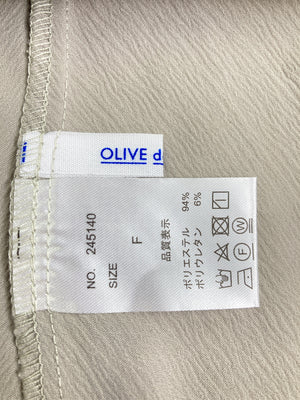 OLIVE d
NO. 245140
SIZE F
品質表示
ポリエステル 94%
ポリウレタン 6%